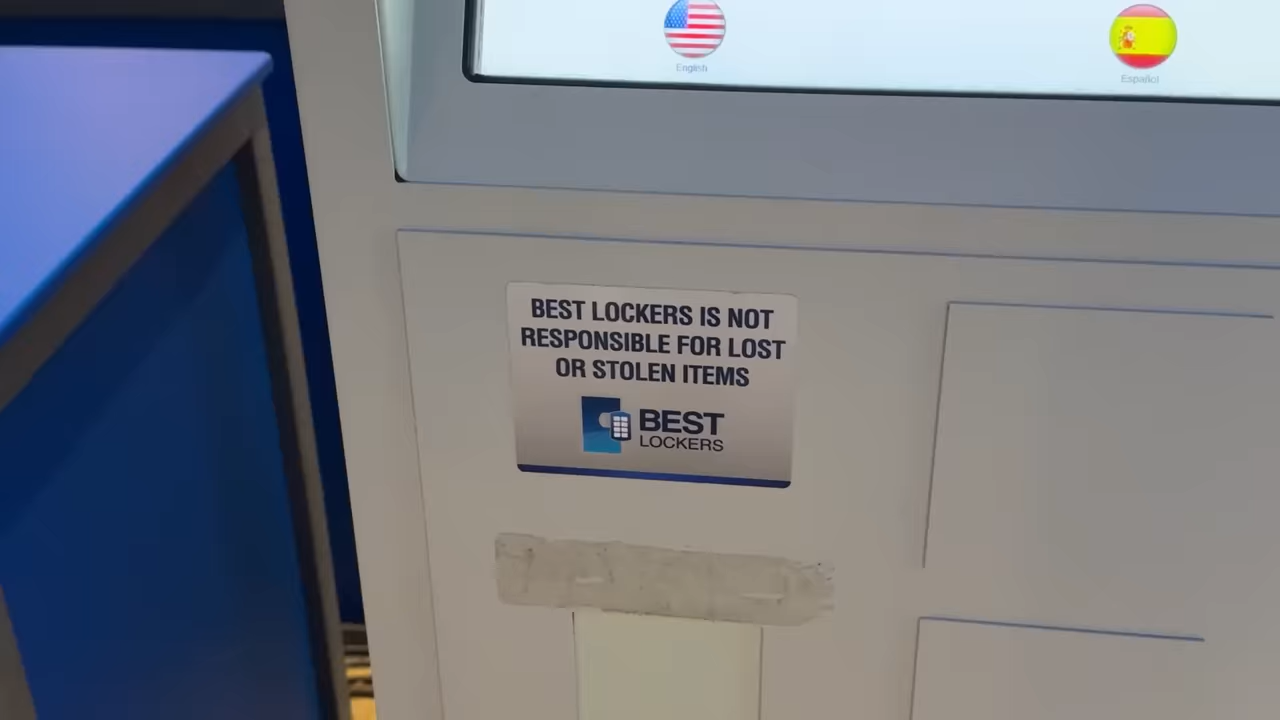 English
Español
BEST LOCKERS IS NOT
RESPONSIBLE FOR LOST
OR STOLEN ITEMS
BEST
LOCKERS